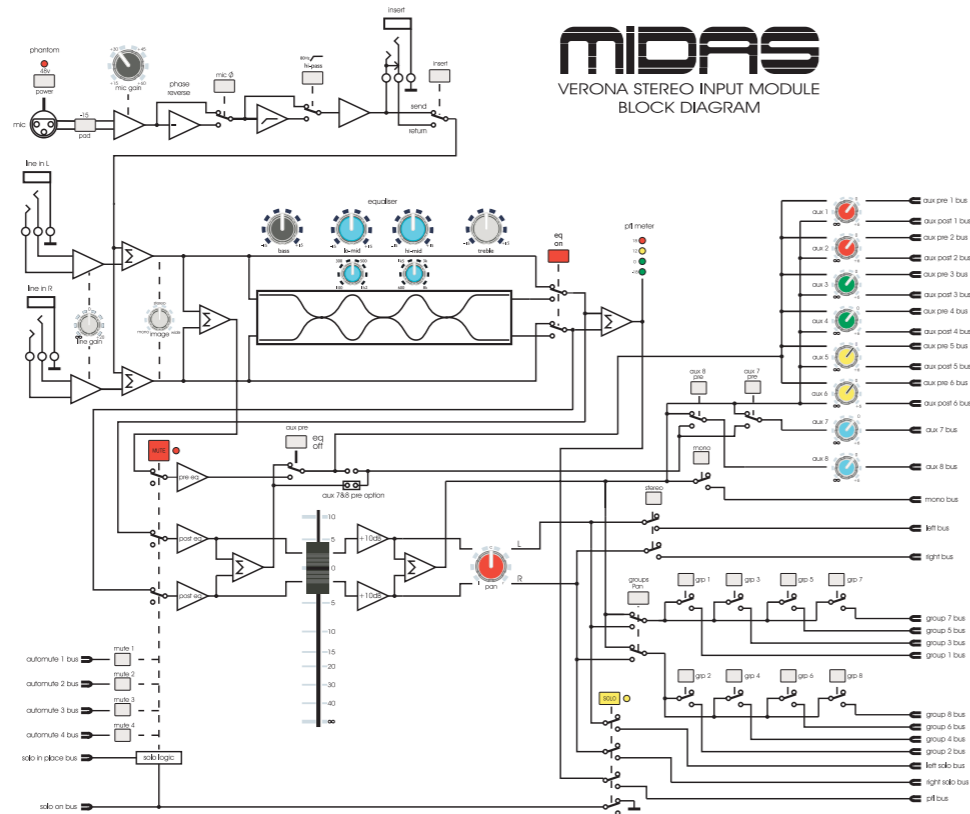 MIDAS
VERONA STEREO INPUT MODULE
BLOCK DIAGRAM
insert
phantom
48v
power
mic gain
phase
reverse
mic Ø
hi-pass
insert
mic
-15
pad
send
return
line in L
equaliser
bass
lo-mid
hi-mid
treble
eq
on
pfl meter
line in R
line gain
image
aux 1
aux 2
aux 3
aux 4
aux 5
aux 6
aux 7
aux 8
aux pre 1 bus
aux post 1 bus
aux pre 2 bus
aux post 2 bus
aux pre 3 bus
aux post 3 bus
aux pre 4 bus
aux post 4 bus
aux pre 5 bus
aux post 5 bus
aux pre 6 bus
aux post 6 bus
aux 7 bus
aux 8 bus
mono bus
left bus
right bus
aux 8
pre
aux 7
pre
mono
stereo
MUTE
pre eq
aux pre
eq
off
aux 7&8 pre option
post eq
post eq
10
5
0
5
10
15
20
30
40
∞
+10dB
+10dB
L
R
pan
groups
Pan
grp 1
grp 3
grp 5
grp 7
group 7 bus
group 5 bus
group 3 bus
group 1 bus
grp 2
grp 4
grp 6
grp 8
group 8 bus
group 6 bus
group 4 bus
group 2 bus
left solo bus
right solo bus
pfl bus
SOLO
automute 1 bus
mute 1
automute 2 bus
mute 2
automute 3 bus
mute 3
automute 4 bus
mute 4
solo in place bus
solo logic
solo on bus